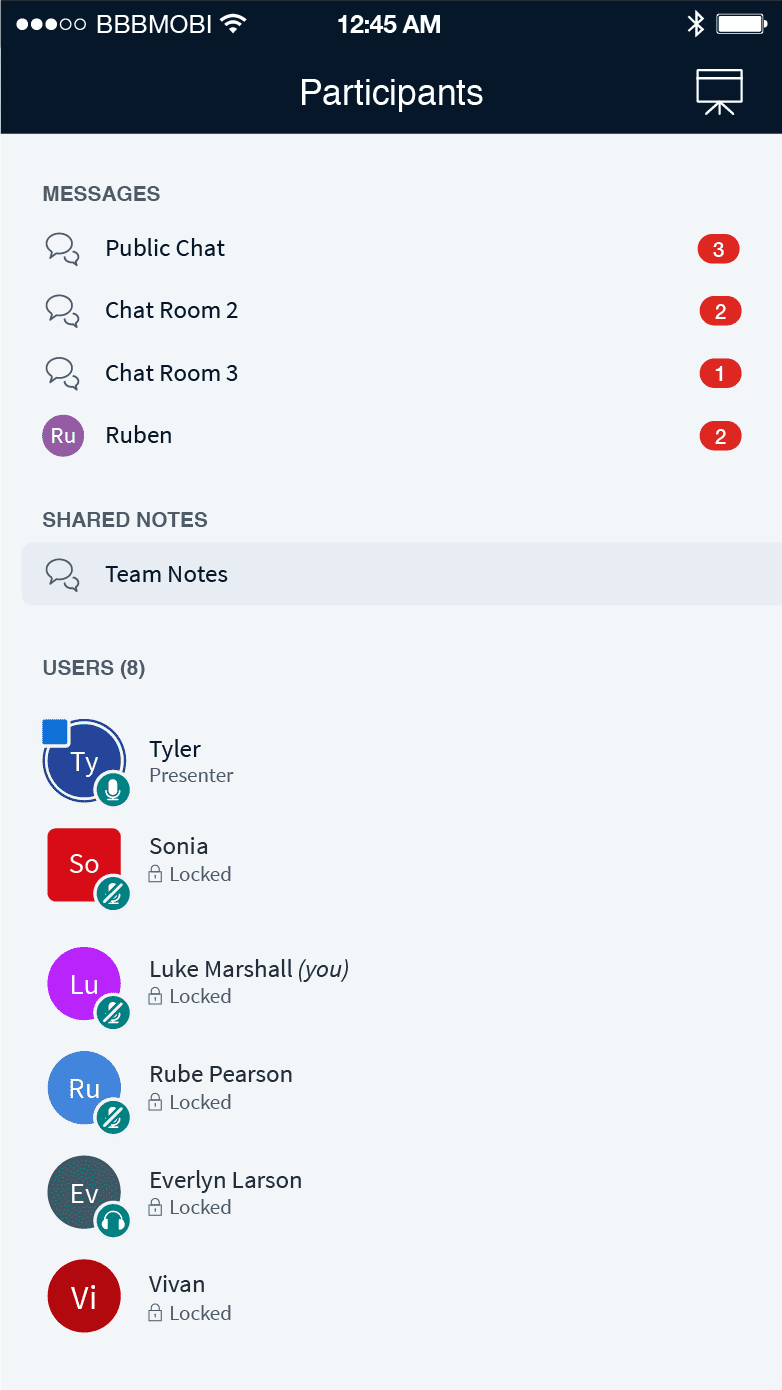 BBBMOBI 12:45 AM
Participants
MESSAGES
Public Chat 3
Chat Room 2 2
Chat Room 3 1
Ru Ruben 2
SHARED NOTES
Team Notes
USERS (8)
Ty Tyler
Presenter
So Sonia
Locked
Lu Luke Marshall (you)
Locked
Ru Rube Pearson
Locked
Ev Everlyn Larson
Locked
Vi Vivan
Locked